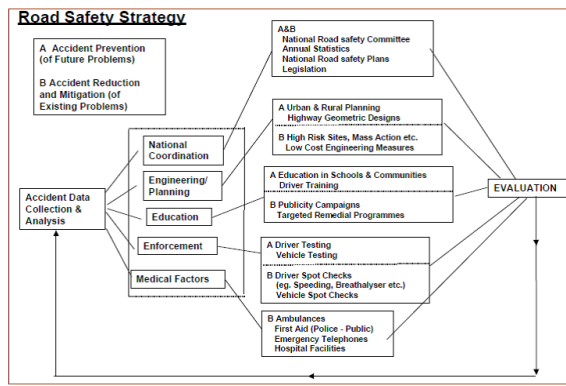 Road Safety Strategy
A Accident Prevention
(of Future Problems)
B Accident Reduction
and Mitigation (of
Existing Problems)
A&B
National Road safety Committee
Annual Statistics
National Road safety Plans
Legislation
A Urban & Rural Planning
Highway Geometric Designs
B High Risk Sites, Mass Action etc.
Low Cost Engineering Measures
National
Coordination
Engineering/
Planning
Education
Enforcement
Medical Factors
Accident Data
Collection &
Analysis
A Education in Schools & Communities
Driver Training
B Publicity Campaigns
Targeted Remedial Programmes
EVALUATION
A Driver Testing
Vehicle Testing
B Driver Spot Checks
(eg. Speeding, Breathalyser etc.)
Vehicle Spot Checks
B Ambulances
First Aid (Police - Public)
Emergency Telephones
Hospital Facilities